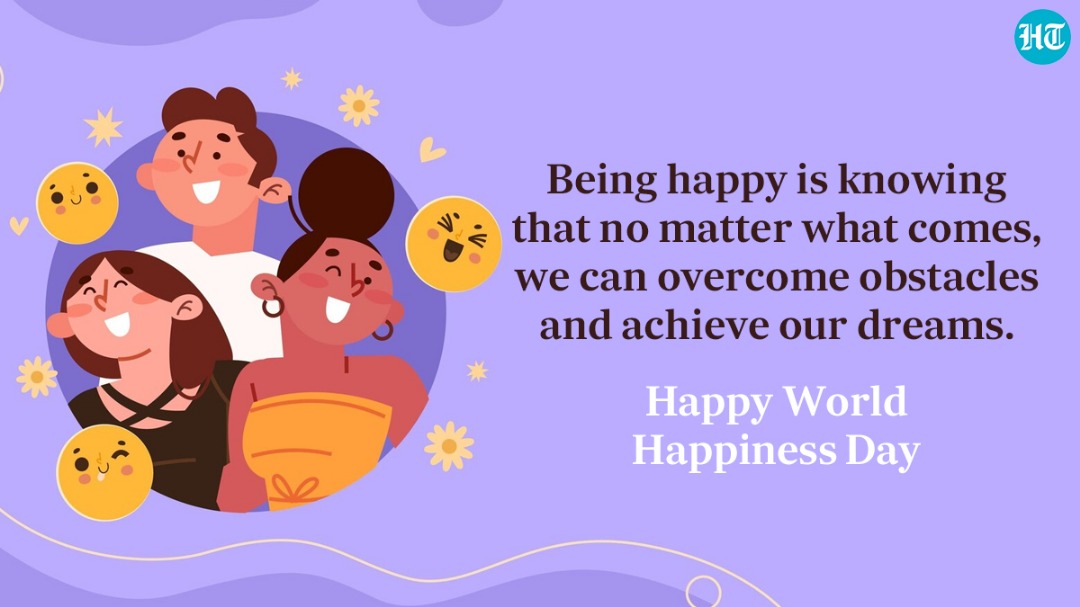 HT
Being happy is knowing
that no matter what comes,
we can overcome obstacles
and achieve our dreams.
Happy World
Happiness Day